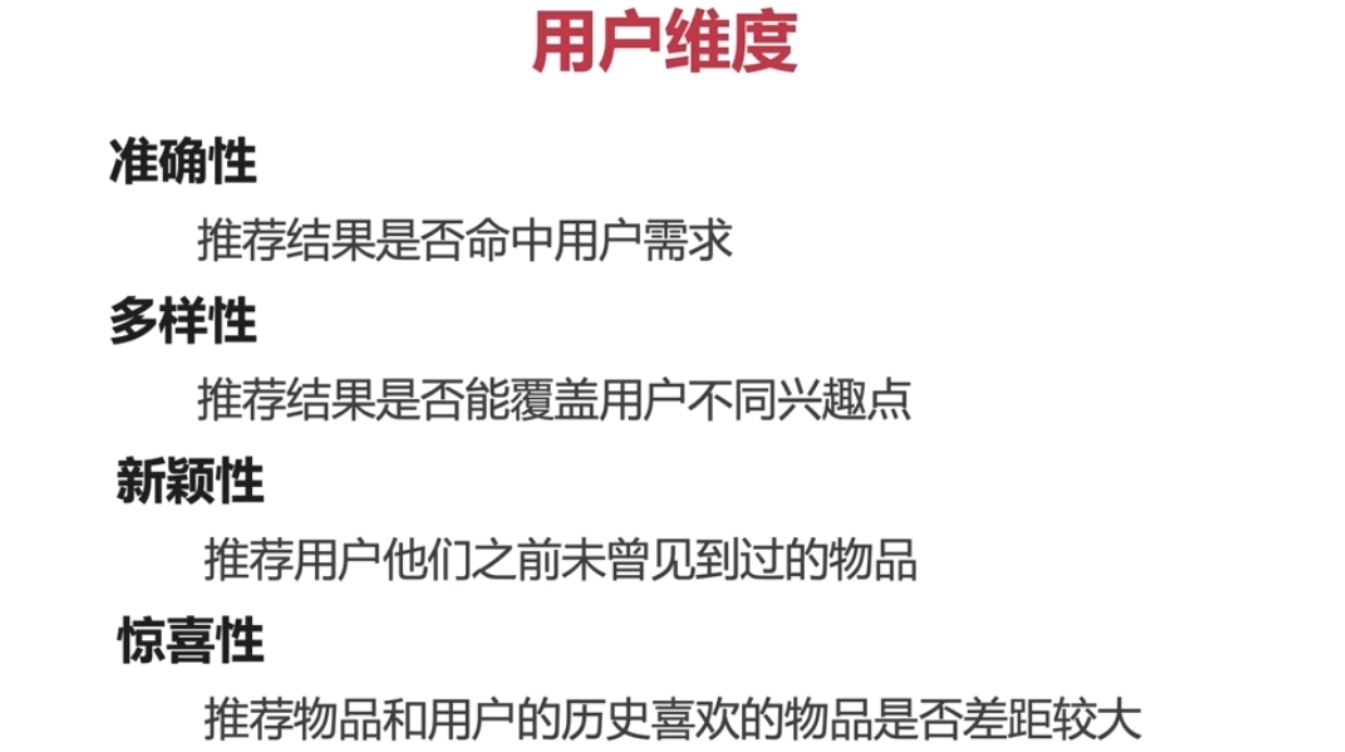 用户维度
准确性
推荐结果是否命中用户需求
多样性
推荐结果是否能覆盖用户不同兴趣点
新颖性
推荐用户他们之前未曾见到过的物品
惊喜性
推荐物品和用户的历史喜欢的物品是否差距较大